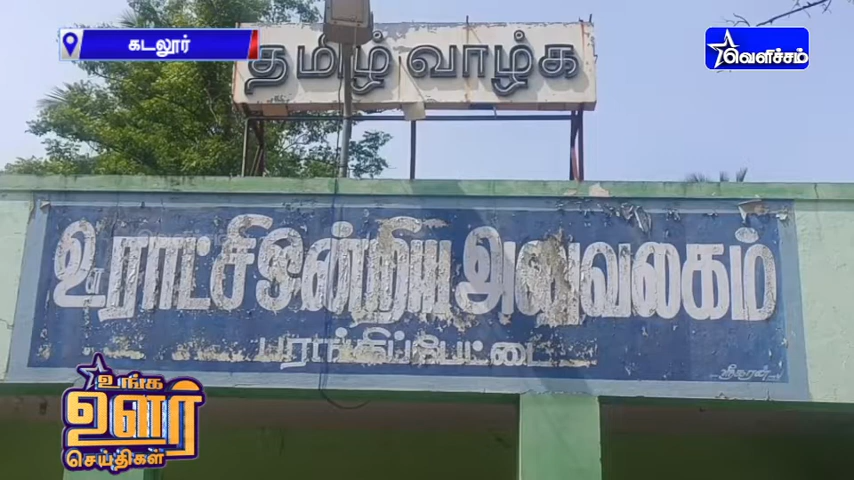 கடலூர்
வெளிச்சம்
தமிழ் வாழ்க
ஊராட்சி ஒன்றிய அலுவலகம்
பரங்கிப்பேட்டை
உங்க
ஊர்
செய்திகள்